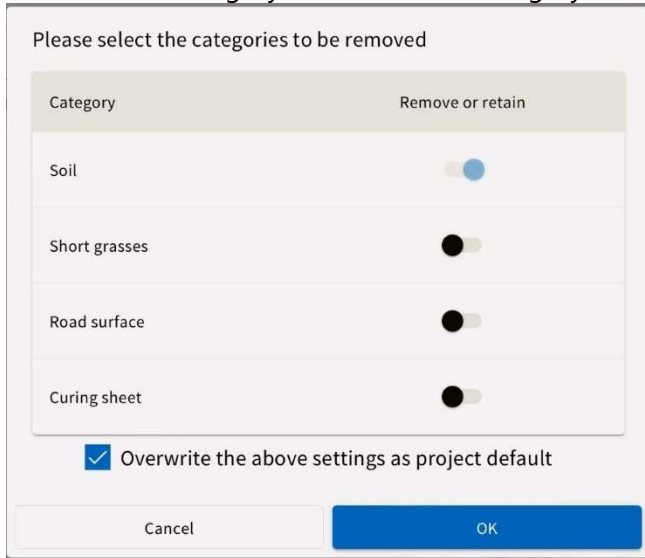 Please select the categories to be removed
Category Remove or retain
Soil
Short grasses
Road surface
Curing sheet
Overwrite the above settings as project default
Cancel OK